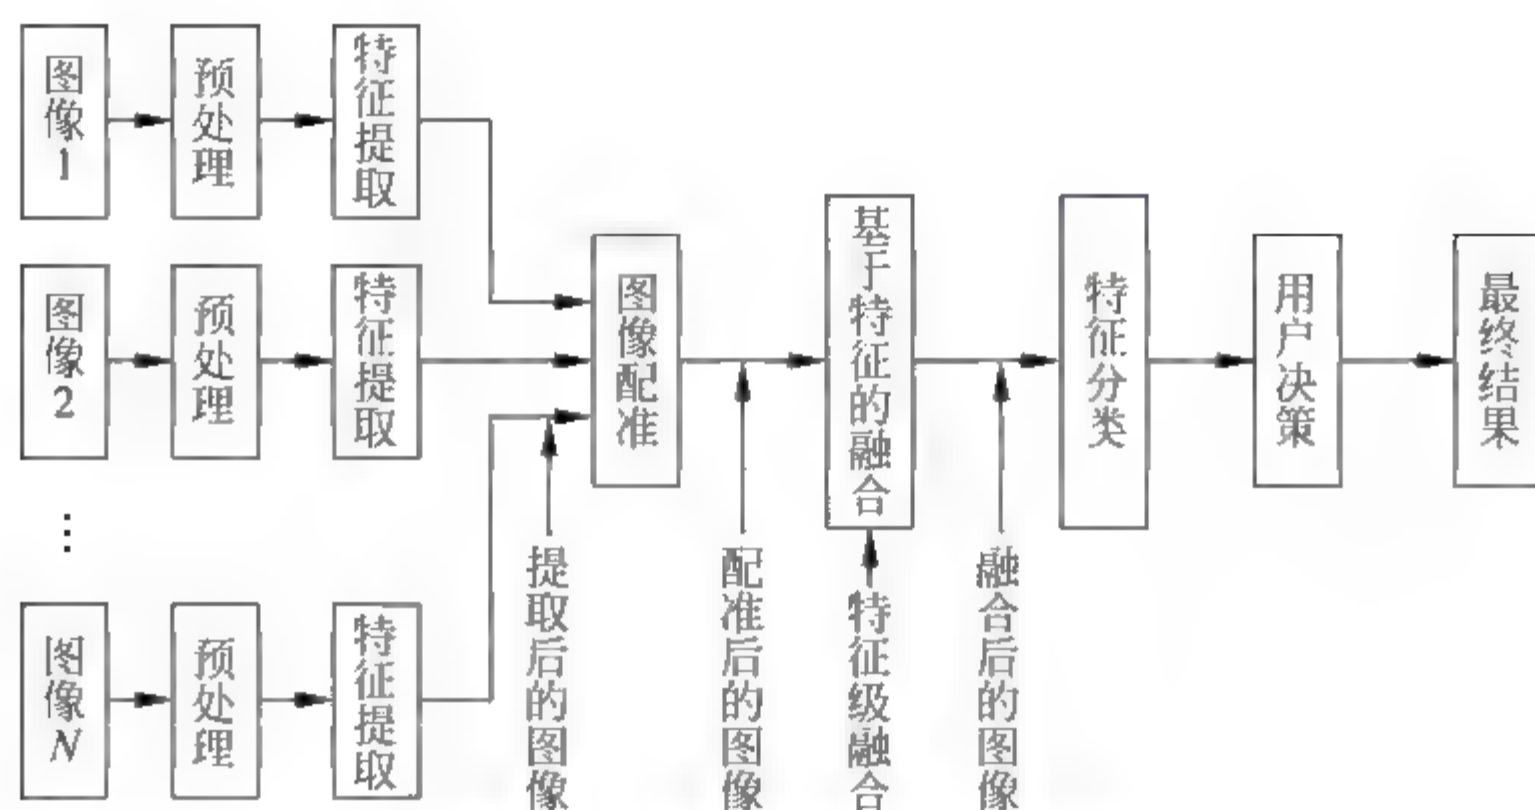 图像1
预处理
特征提取
图像2
预处理
特征提取
⋮
图像N
预处理
特征提取
提取后的图像
图像配准
配准后的图像
基于特征的融合
特征级融合
融合后的图像
特征分类
用户决策
最终结果